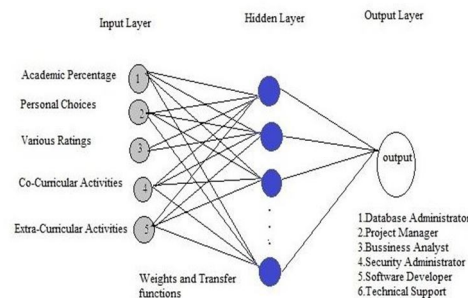 Input Layer
Hidden Layer
Output Layer
Academic Percentage
1
Personal Choices
2
Various Ratings
3
Co-Curricular Activities
4
Extra-Curricular Activities
5
output
Weights and Transfer
functions
1.Database Administrator
2.Project Manager
3.Bussiness Analyst
4.Security Administrator
5.Software Developer
6.Technical Support